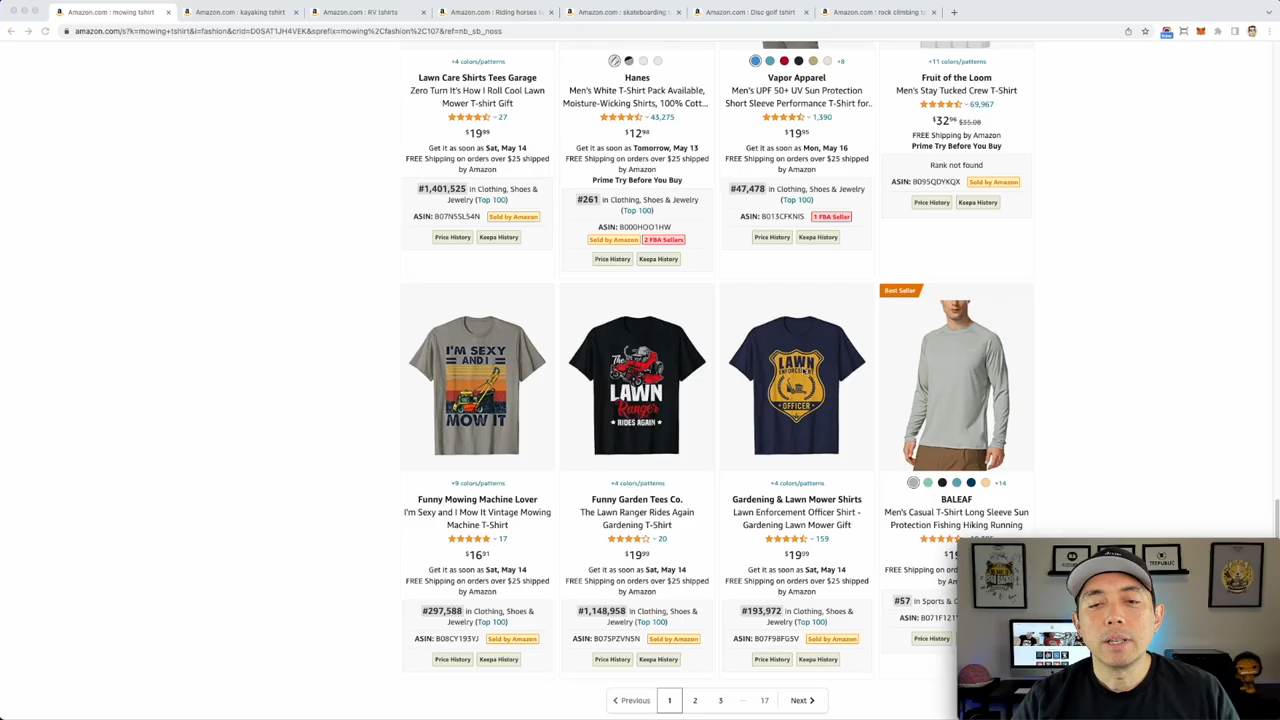 Amazon.com : mowing tshirt
Amazon.com : kayaking tshirt
Amazon.com : RV tshirts
Amazon.com : Riding horses t
Amazon.com : skateboarding t
Amazon.com : Disc golf tshirt
Amazon.com : rock climbing t
amazon.com/s?k=mowing+tshirt&i=fashion&crid=D0SAT1JH4VEK&sprefix=mowing%2Cfashion%2C107&ref=nb_sb_noss
+4 colors/patterns
Lawn Care Shirts Tees Garage
Zero Turn It's How I Roll Cool Lawn
Mower T-shirt Gift
27
$19.99
Get it as soon as Sat, May 14
FREE Shipping on orders over $25 shipped
by Amazon
#1,401,525 in Clothing, Shoes &
Jewelry (Top 100)
ASIN: B07N5SL54N Sold by Amazon
Price History Keepa History
Hanes
Men's White T-Shirt Pack Available,
Moisture-Wicking Shirts, 100% Cott...
43,275
$12.98
Get it as soon as Tomorrow, May 13
FREE Shipping on orders over $25 shipped
by Amazon
Prime Try Before You Buy
#261 in Clothing, Shoes & Jewelry
(Top 100)
ASIN: B000HOO1HW
Sold by Amazon 2 FBA Sellers
Price History Keepa History
+8
Vapor Apparel
Men's UPF 50+ UV Sun Protection
Short Sleeve Performance T-Shirt for..
1,390
$19.95
Get it as soon as Mon, May 16
FREE Shipping on orders over $25 shipped
by Amazon
#47,478 in Clothing, Shoes & Jewelry
(Top 100)
ASIN: B013CFKNIS 1 FBA Seller
Price History Keepa History
+11 colors/patterns
Fruit of the Loom
Men's Stay Tucked Crew T-Shirt
69,967
$32.96 $35.08
FREE Shipping by Amazon
Prime Try Before You Buy
Rank not found
ASIN: B095QDYKQX Sold by Amazon
Price History Keepa History
I'M SEXY
AND I
MOW IT
+9 colors/patterns
Funny Mowing Machine Lover
I'm Sexy and I Mow It Vintage Mowing
Machine T-Shirt
17
$16.91
Get it as soon as Sat, May 14
FREE Shipping on orders over $25 shipped
by Amazon
#297,588 in Clothing, Shoes &
Jewelry (Top 100)
ASIN: B08CY193YJ Sold by Amazon
Price History Keepa History
The
LAWN
Ranger
RIDES AGAIN
+4 colors/patterns
Funny Garden Tees Co.
The Lawn Ranger Rides Again
Gardening T-Shirt
20
$19.99
Get it as soon as Sat, May 14
FREE Shipping on orders over $25 shipped
by Amazon
#1,148,958 in Clothing, Shoes &
Jewelry (Top 100)
ASIN: B07SPZVN5N Sold by Amazon
Price History Keepa History
LAWN
ENFORCEMENT
OFFICER
+4 colors/patterns
Gardening & Lawn Mower Shirts
Lawn Enforcement Officer Shirt -
Gardening Lawn Mower Gift
159
$19.99
Get it as soon as Sat, May 14
FREE Shipping on orders over $25 shipped
by Amazon
#193,972 in Clothing, Shoes &
Jewelry (Top 100)
ASIN: B07F98FG5V Sold by Amazon
Price History Keepa History
Best Seller
+14
BALEAF
Men's Casual T-Shirt Long Sleeve Sun
Protection Fishing Hiking Running
FREE
#57 in Sports &
ASIN: B071F121
Price History
Previous 1 2 3 ... 17 Next
TEEPUBLIC